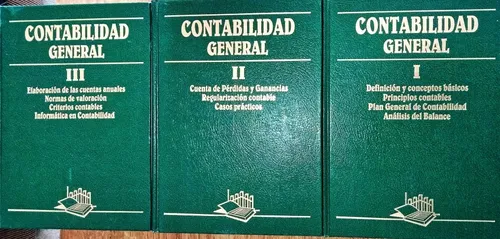 CONTABILIDAD
GENERAL
III
Elaboración de las cuentas anuales
Normas de valoración
Criterios contables
Informática en Contabilidad
CONTABILIDAD
GENERAL
II
Cuenta de Pérdidas y Ganancias
Regularización contable
Casos prácticos
CONTABILIDAD
GENERAL
I
Definición y conceptos básicos
Principios contables
Plan General de Contabilidad
Análisis del Balance